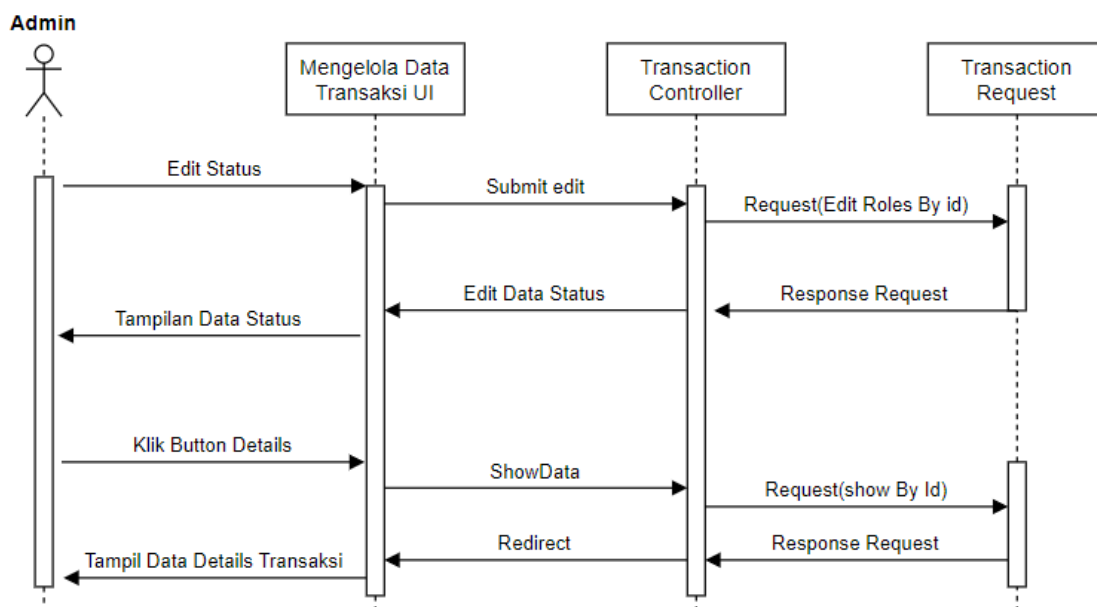 Admin
Mengelola Data
Transaksi UI
Transaction
Controller
Transaction
Request
Edit Status
Submit edit
Request(Edit Roles By id)
Edit Data Status
Response Request
Tampilan Data Status
Klik Button Details
ShowData
Request(show By Id)
Redirect
Response Request
Tampil Data Details Transaksi